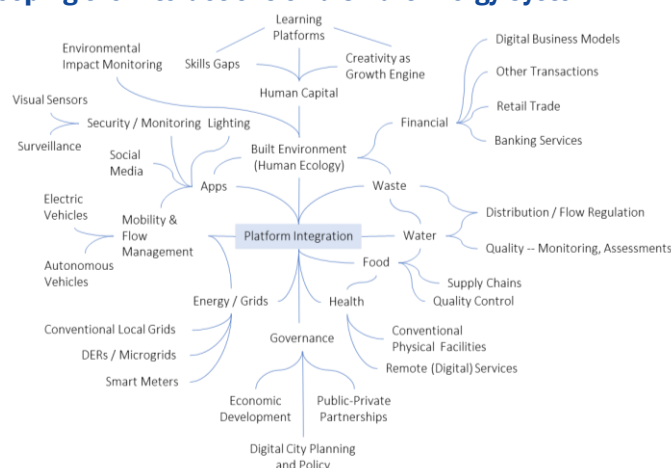 Learning
Platforms
Environmental
Impact Monitoring
Skills Gaps
Creativity as
Growth Engine
Human Capital
Digital Business Models
Other Transactions
Retail Trade
Banking Services
Financial
Visual Sensors
Surveillance
Security / Monitoring
Lighting
Social
Media
Apps
Built Environment
(Human Ecology)
Waste
Electric
Vehicles
Autonomous
Vehicles
Mobility &
Flow
Management
Platform Integration
Water
Distribution / Flow Regulation
Quality -- Monitoring, Assessments
Food
Supply Chains
Quality Control
Energy / Grids
Health
Conventional Local Grids
DERs / Microgrids
Smart Meters
Governance
Conventional
Physical Facilities
Remote (Digital) Services
Economic
Development
Public-Private
Partnerships
Digital City Planning
and Policy